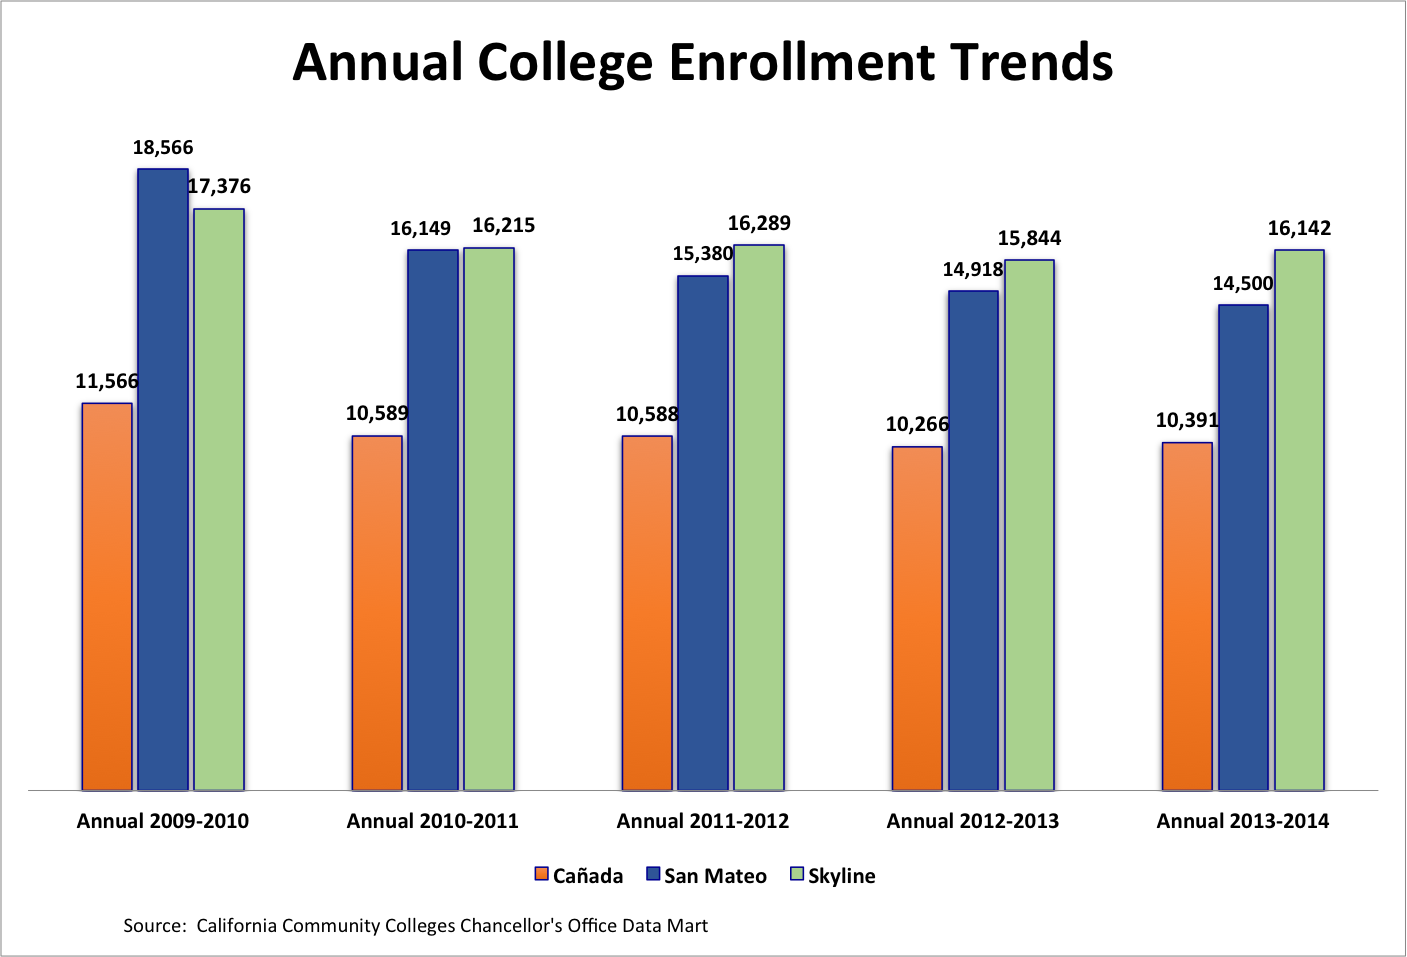 Annual College Enrollment Trends
18,566
17,376
11,566
16,149
16,215
10,589
16,289
15,380
10,588
15,844
14,918
10,266
16,142
14,500
10,391
Annual 2009-2010
Annual 2010-2011
Annual 2011-2012
Annual 2012-2013
Annual 2013-2014
Cañada San Mateo Skyline
Source:  California Community Colleges Chancellor's Office Data Mart